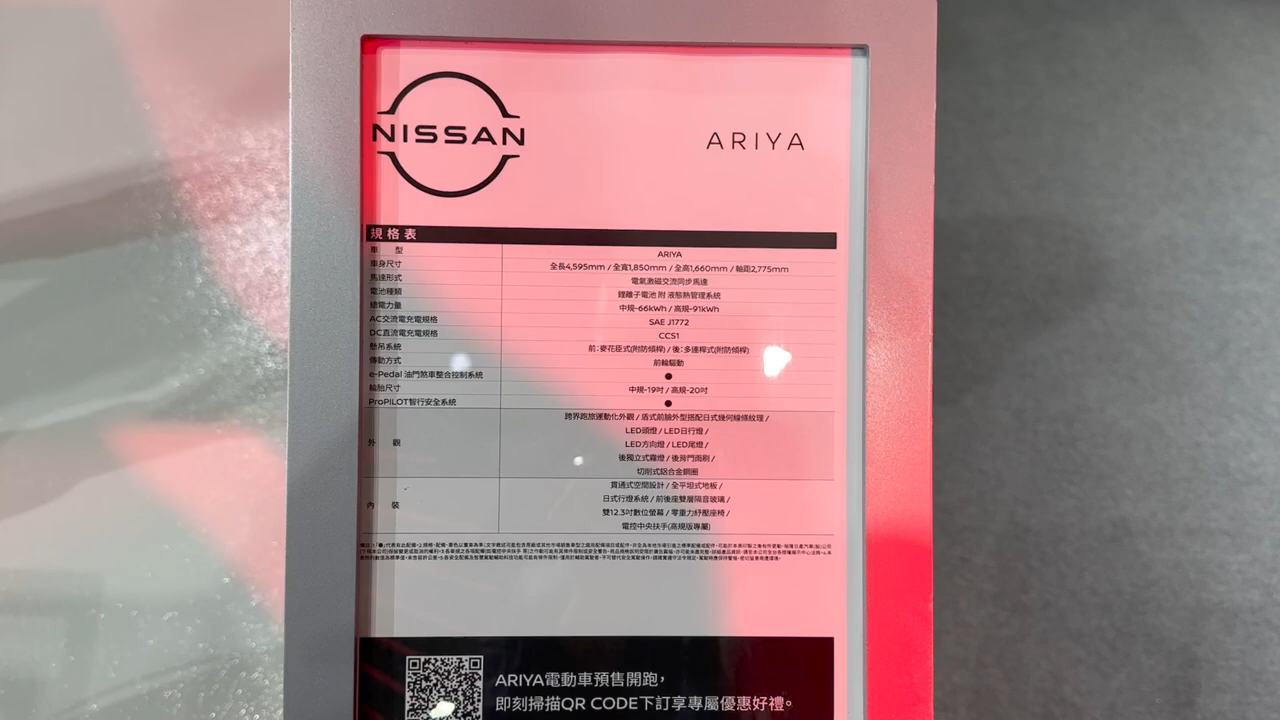 NISSAN
ARIYA
規格表
車 型 ARIYA
車身尺寸 全長4,595mm / 全寬1,850mm / 全高1,660mm / 軸距2,775mm
馬達形式 電氣激磁交流同步馬達
電池種類 鋰離子電池 附 液態熱管理系統
總電力量 中規-66kWh / 高規-91kWh
AC交流電充電規格 SAE J1772
DC直流電充電規格 CCS1
懸吊系統 前:麥花臣式(附防傾桿) / 後:多連桿式(附防傾桿)
傳動方式 前輪驅動
e-Pedal 油門煞車整合控制系統 ●
輪胎尺寸 中規-19吋 / 高規-20吋
ProPILOT智行安全系統 ●
外 觀
跨界跑旅運動化外觀 / 盾式前臉外型搭配日式幾何線條紋理 /
LED頭燈 / LED日行燈 /
LED方向燈 / LED尾燈 /
後獨立式霧燈 / 後背門雨刷 /
切削式鋁合金鋼圈
內 裝
貫通式空間設計 / 全平坦式地板 /
日式行燈系統 / 前後座雙層隔音玻璃 /
雙12.3吋數位螢幕 / 零重力紓壓座椅 /
電控中央扶手(高規版專屬)
ARIYA電動車預售開跑,
即刻掃描QR CODE下訂享專屬優惠好禮。